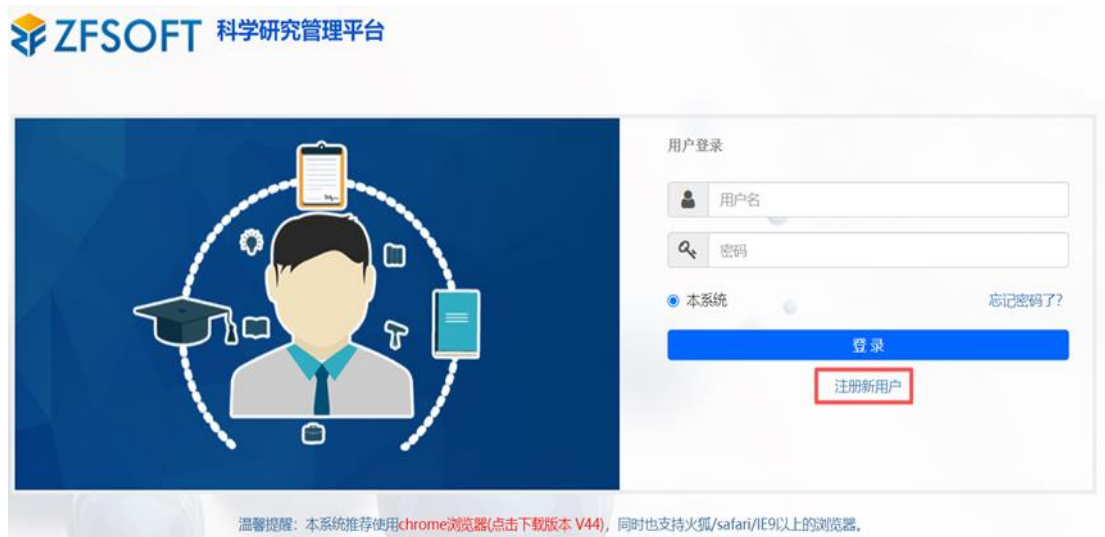 ZFSOFT 科学研究管理平台
用户登录
用户名
密码
本系统 忘记密码了?
登录
注册新用户
温馨提醒：本系统推荐使用chrome浏览器(点击下载版本 V44)，同时也支持火狐/safari/IE9以上的浏览器。